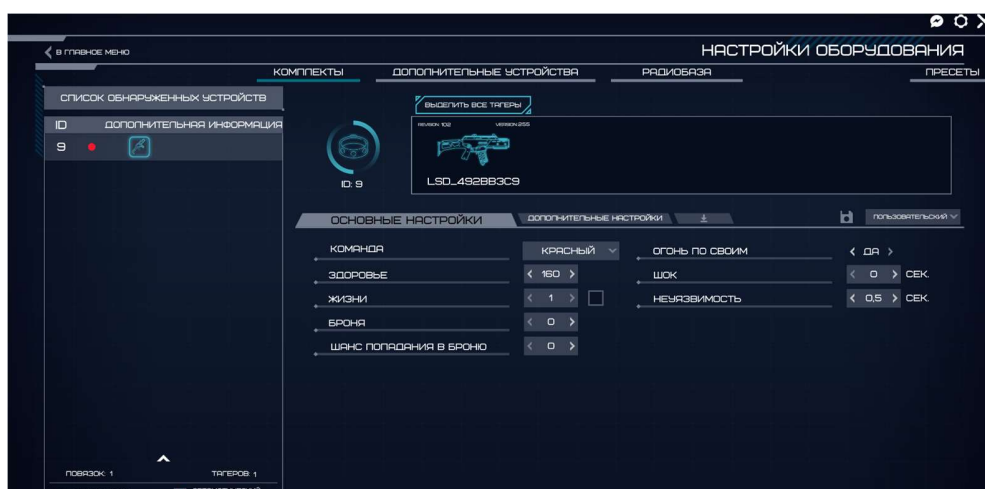 В ГЛАВНОЕ МЕНЮ
НАСТРОЙКИ ОБОРУДОВАНИЯ
КОМПЛЕКТЫ ДОПОЛНИТЕЛЬНЫЕ УСТРОЙСТВА РАДИОБАЗА ПРЕСЕТЫ
СПИСОК ОБНАРУЖЕННЫХ УСТРОЙСТВ
ID ДОПОЛНИТЕЛЬНАЯ ИНФОРМАЦИЯ
9
ВЫДЕЛИТЬ ВСЕ ТАГЕРЫ
REVISION 102 VERSION 255
LSD_492BB3C9
ID: 9
ОСНОВНЫЕ НАСТРОЙКИ ДОПОЛНИТЕЛЬНЫЕ НАСТРОЙКИ ПОЛЬЗОВАТЕЛЬСКИЙ
КОМАНДА КРАСНЫЙ ОГОНЬ ПО СВОИМ < ДА >
ЗДОРОВЬЕ < 160 > ШОК < 0 > СЕК.
ЖИЗНИ < 1 > НЕУЯЗВИМОСТЬ < 0,5 > СЕК.
БРОНЯ < 0 >
ШАНС ПОПАДАНИЯ В БРОНЮ < 0 >
ПОВЯЗОК: 1 ТАГЕРОВ: 1